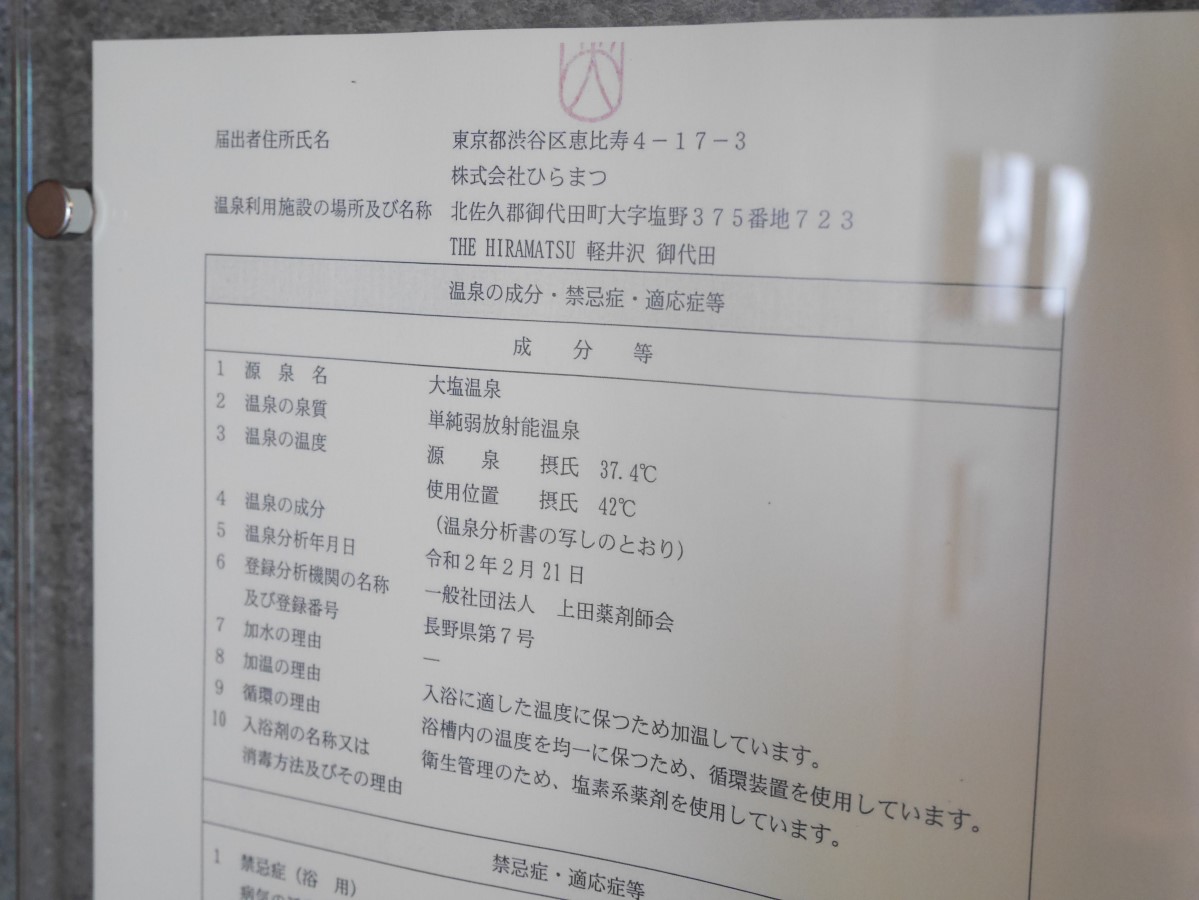 届出者住所氏名 東京都渋谷区恵比寿４－１７－３
株式会社ひらまつ
温泉利用施設の場所及び名称 北佐久郡御代田町大字塩野３７５番地７２３
THE HIRAMATSU 軽井沢 御代田
温泉の成分・禁忌症・適応症等
成 分 等
1 源 泉 名 大塩温泉
2 温泉の泉質 単純弱放射能温泉
3 温泉の温度 源 泉 摂氏 37.4℃
使用位置 摂氏 42℃
4 温泉の成分 （温泉分析書の写しのとおり）
5 温泉分析年月日 令和２年２月 21 日
6 登録分析機関の名称 一般社団法人 上田薬剤師会
及び登録番号 長野県第７号
7 加水の理由 ―
8 加温の理由 入浴に適した温度に保つため加温しています。
9 循環の理由 浴槽内の温度を均一に保つため、循環装置を使用しています。
10 入浴剤の名称又は 衛生管理のため、塩素系薬剤を使用しています。
消毒方法及びその理由
禁忌症・適応症等
1 禁忌症（浴 用）